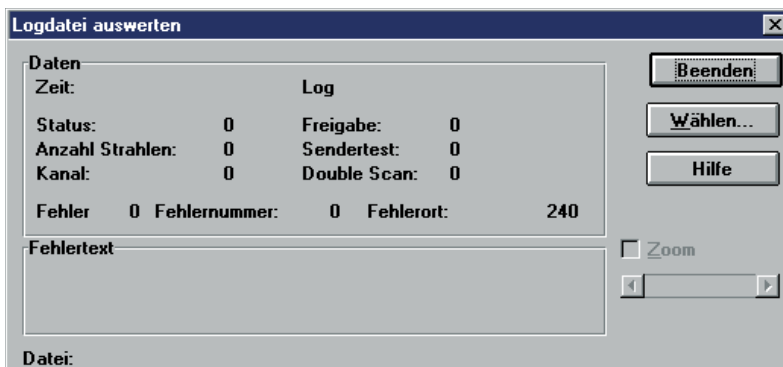 Logdatei auswerten
Daten
Zeit: Log
Status: 0 Freigabe: 0
Anzahl Strahlen: 0 Sendertest: 0
Kanal: 0 Double Scan: 0
Fehler 0 Fehlernummer: 0 Fehlerort: 240
Fehlertext
Datei:
Beenden
Wählen...
Hilfe
Zoom